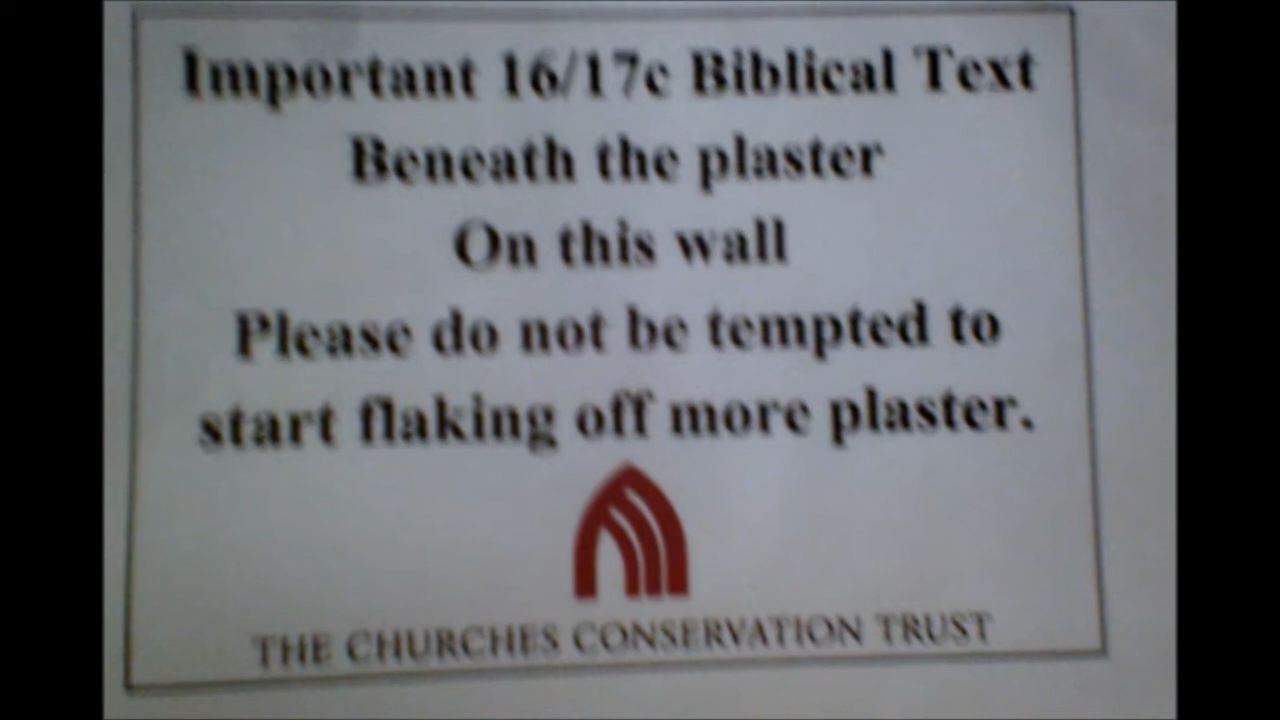 Important 16/17c Biblical Text
Beneath the plaster
On this wall
Please do not be tempted to
start flaking off more plaster.
THE CHURCHES CONSERVATION TRUST